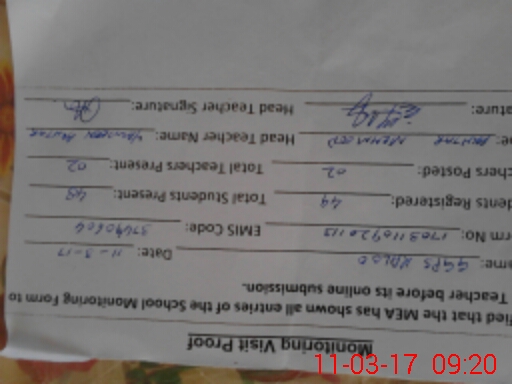 Monitoring Visit Proof
fied that the MEA has shown all entries of the School Monitoring Form to
Teacher before its online submission.
me: GGPS Date: 11-3-17
rm No: EMIS Code:
dents Registered: 49 Total Students Present: 48
chers Posted: 02 Total Teachers Present: 02
e: MEHMOOD Head Teacher Name:
ature: Head Teacher Signature:
11-03-17 09:20